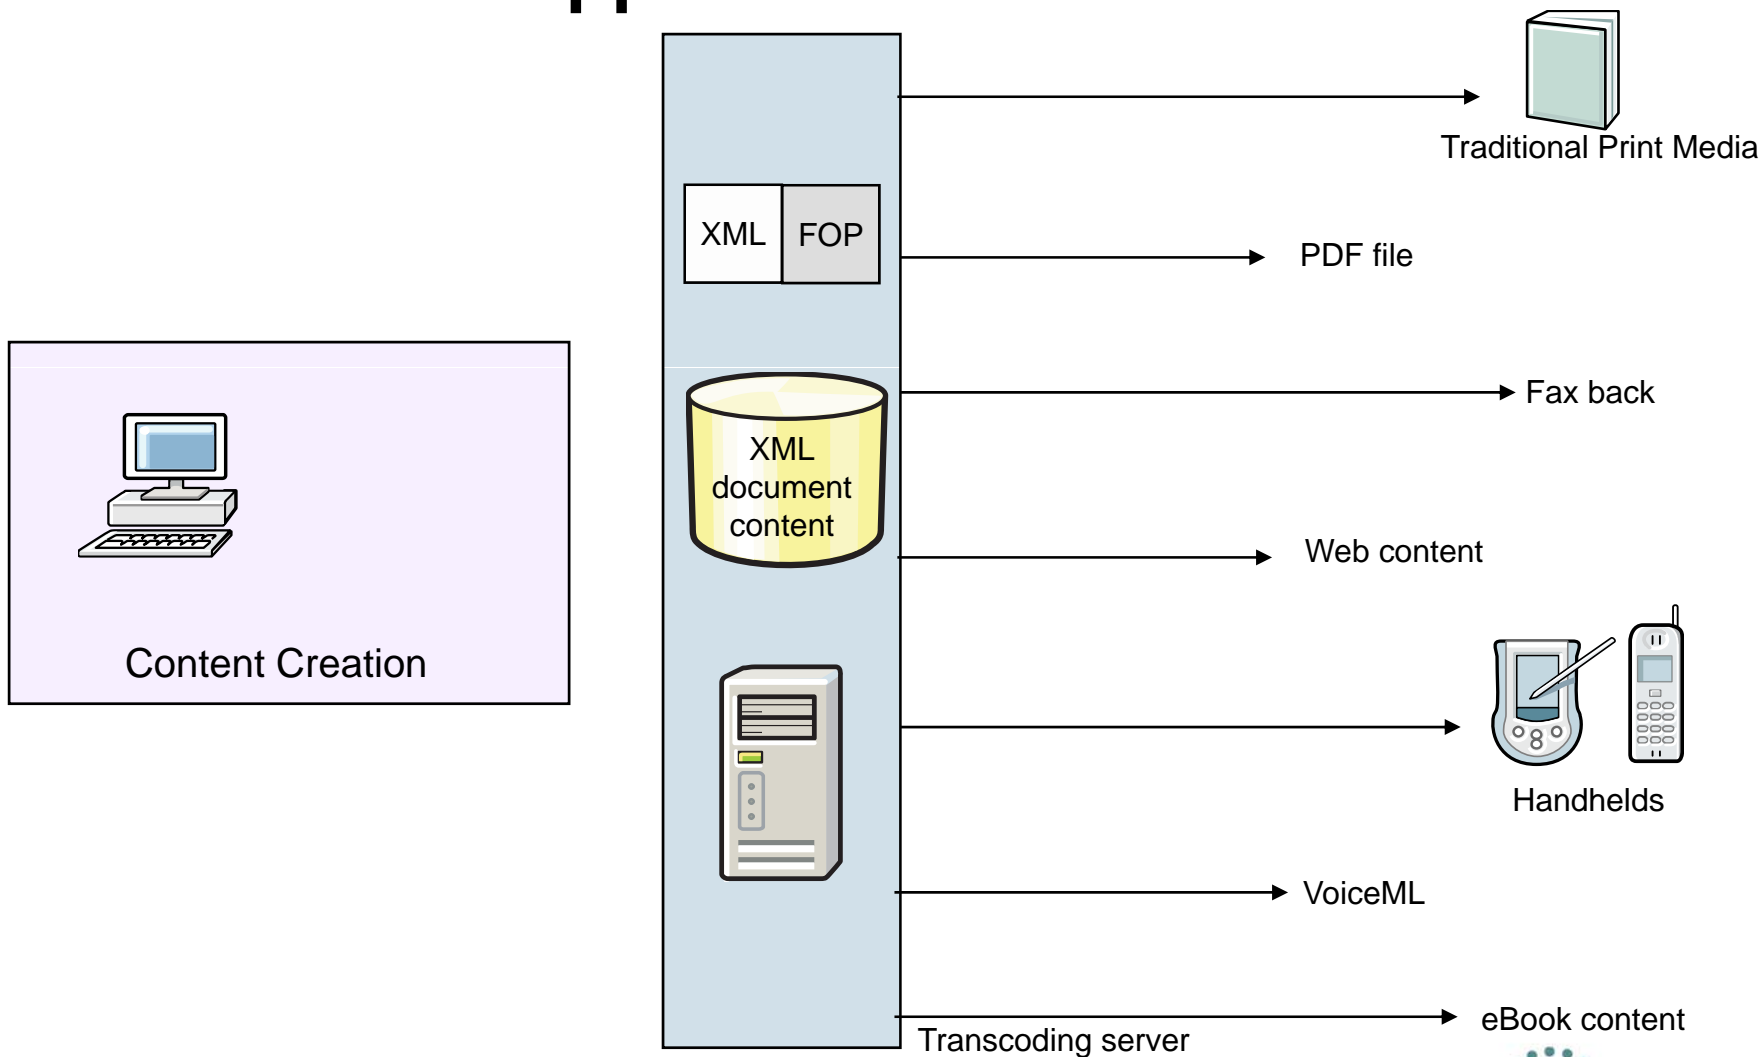 Traditional Print Media
XML FOP
PDF file
Fax back
XML
document
content
Web content
Content Creation
Handhelds
VoiceML
eBook content
Transcoding server